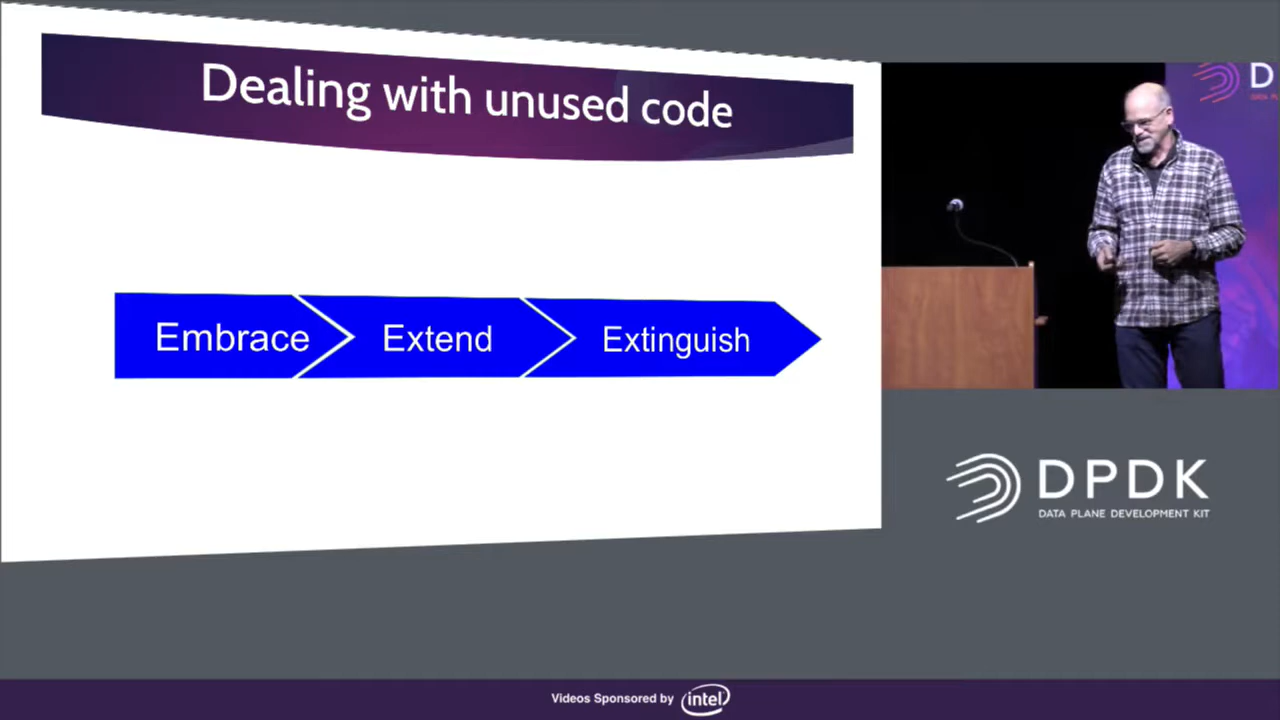 Dealing with unused code
Embrace Extend Extinguish
D
DPDK
DATA PLANE DEVELOPMENT KIT
Videos Sponsored by intel